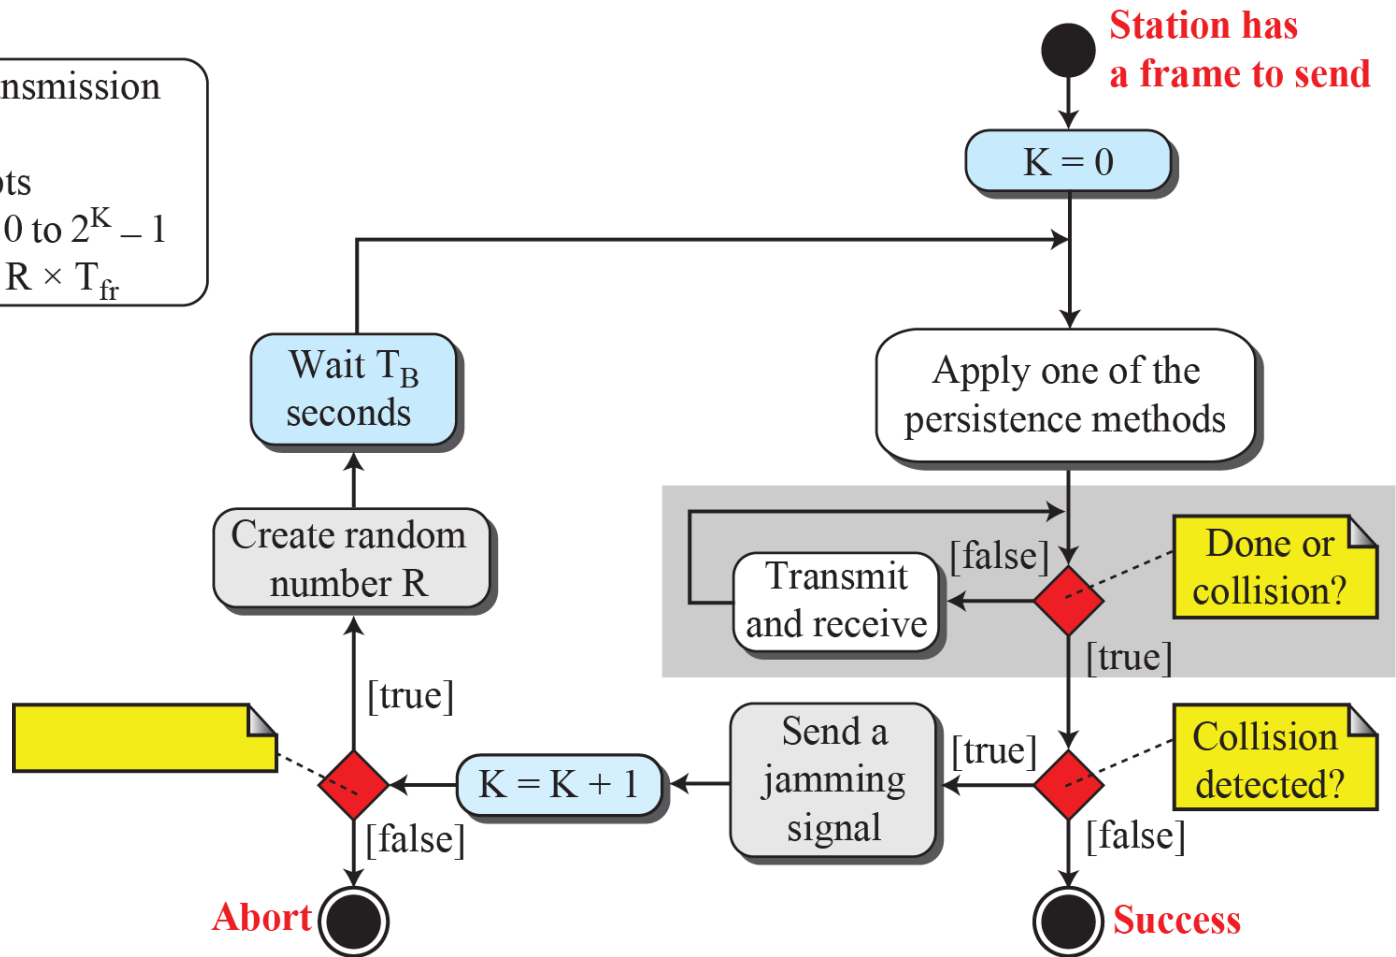 Station has
a frame to send
nsmission
ots
0 to 2^K – 1
R × T_fr
K = 0
Wait T_B
seconds
Apply one of the
persistence methods
Create random
number R
[false]
Transmit
and receive
Done or
collision?
[true]
[true]
Send a
jamming
signal
[true]
Collision
detected?
K = K + 1
[false]
[false]
Abort
Success